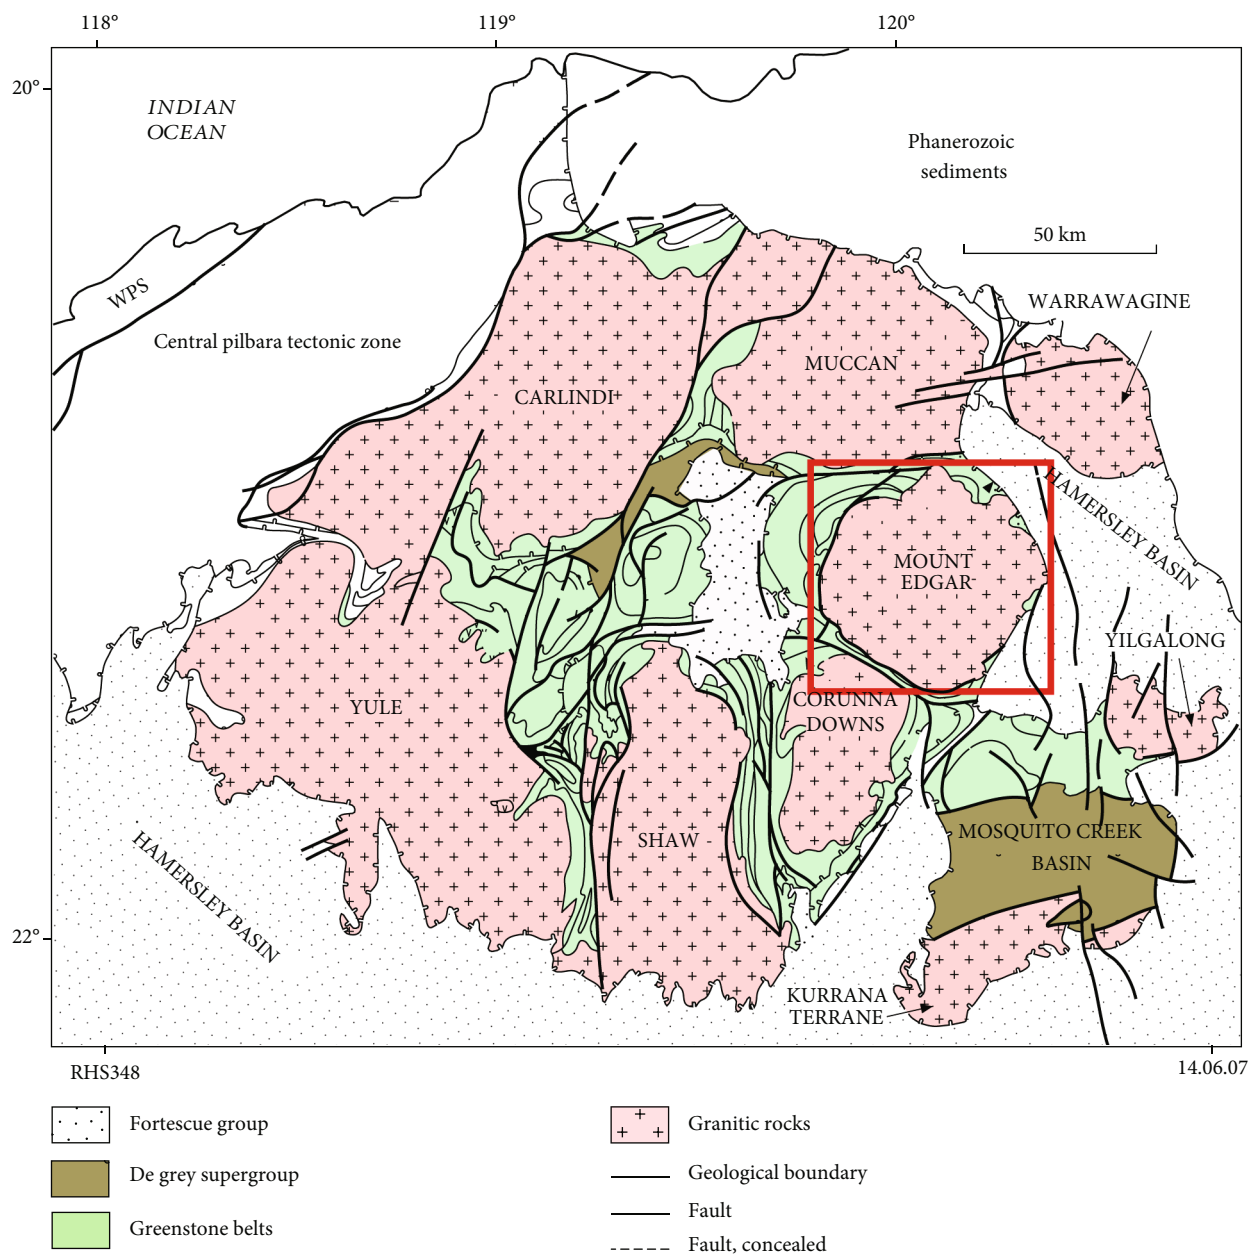 118°
119°
120°
20°
INDIAN
OCEAN
Phanerozoic
sediments
50 km
WPS
WARRAWAGINE
Central pilbara tectonic zone
MUCCAN
CARLINDI
HAMERSLEY BASIN
MOUNT
EDGAR
YILGALONG
YULE
CORUNNA
DOWNS
SHAW
MOSQUITO CREEK
BASIN
HAMERSLEY BASIN
22°
KURRANA
TERRANE
RHS348
14.06.07
Fortescue group
De grey supergroup
Greenstone belts
Granitic rocks
Geological boundary
Fault
Fault, concealed